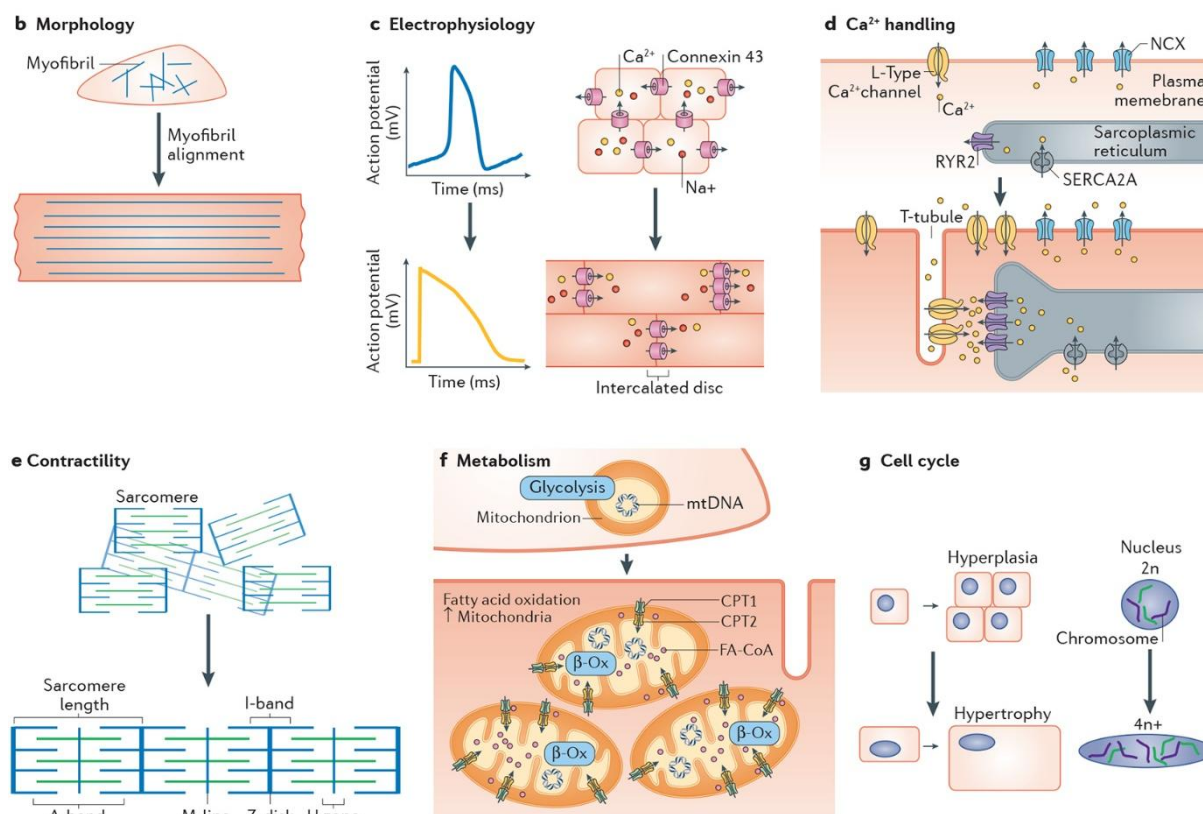 b Morphology
Myofibril
Myofibril
alignment
c Electrophysiology
Action potential
(mV)
Time (ms)
Ca²⁺
Connexin 43
Na+
Action potential
(mV)
Time (ms)
Intercalated disc
d Ca²⁺ handling
NCX
L-Type
Ca²⁺channel
Ca²⁺
Plasma
memebrane
Sarcoplasmic
reticulum
RYR2
SERCA2A
T-tubule
e Contractility
Sarcomere
Sarcomere
length
I-band
f Metabolism
Glycolysis
mtDNA
Mitochondrion
Fatty acid oxidation
↑ Mitochondria
CPT1
CPT2
FA-CoA
β-Ox
β-Ox
β-Ox
g Cell cycle
Hyperplasia
Nucleus
2n
Chromosome
Hypertrophy
4n+